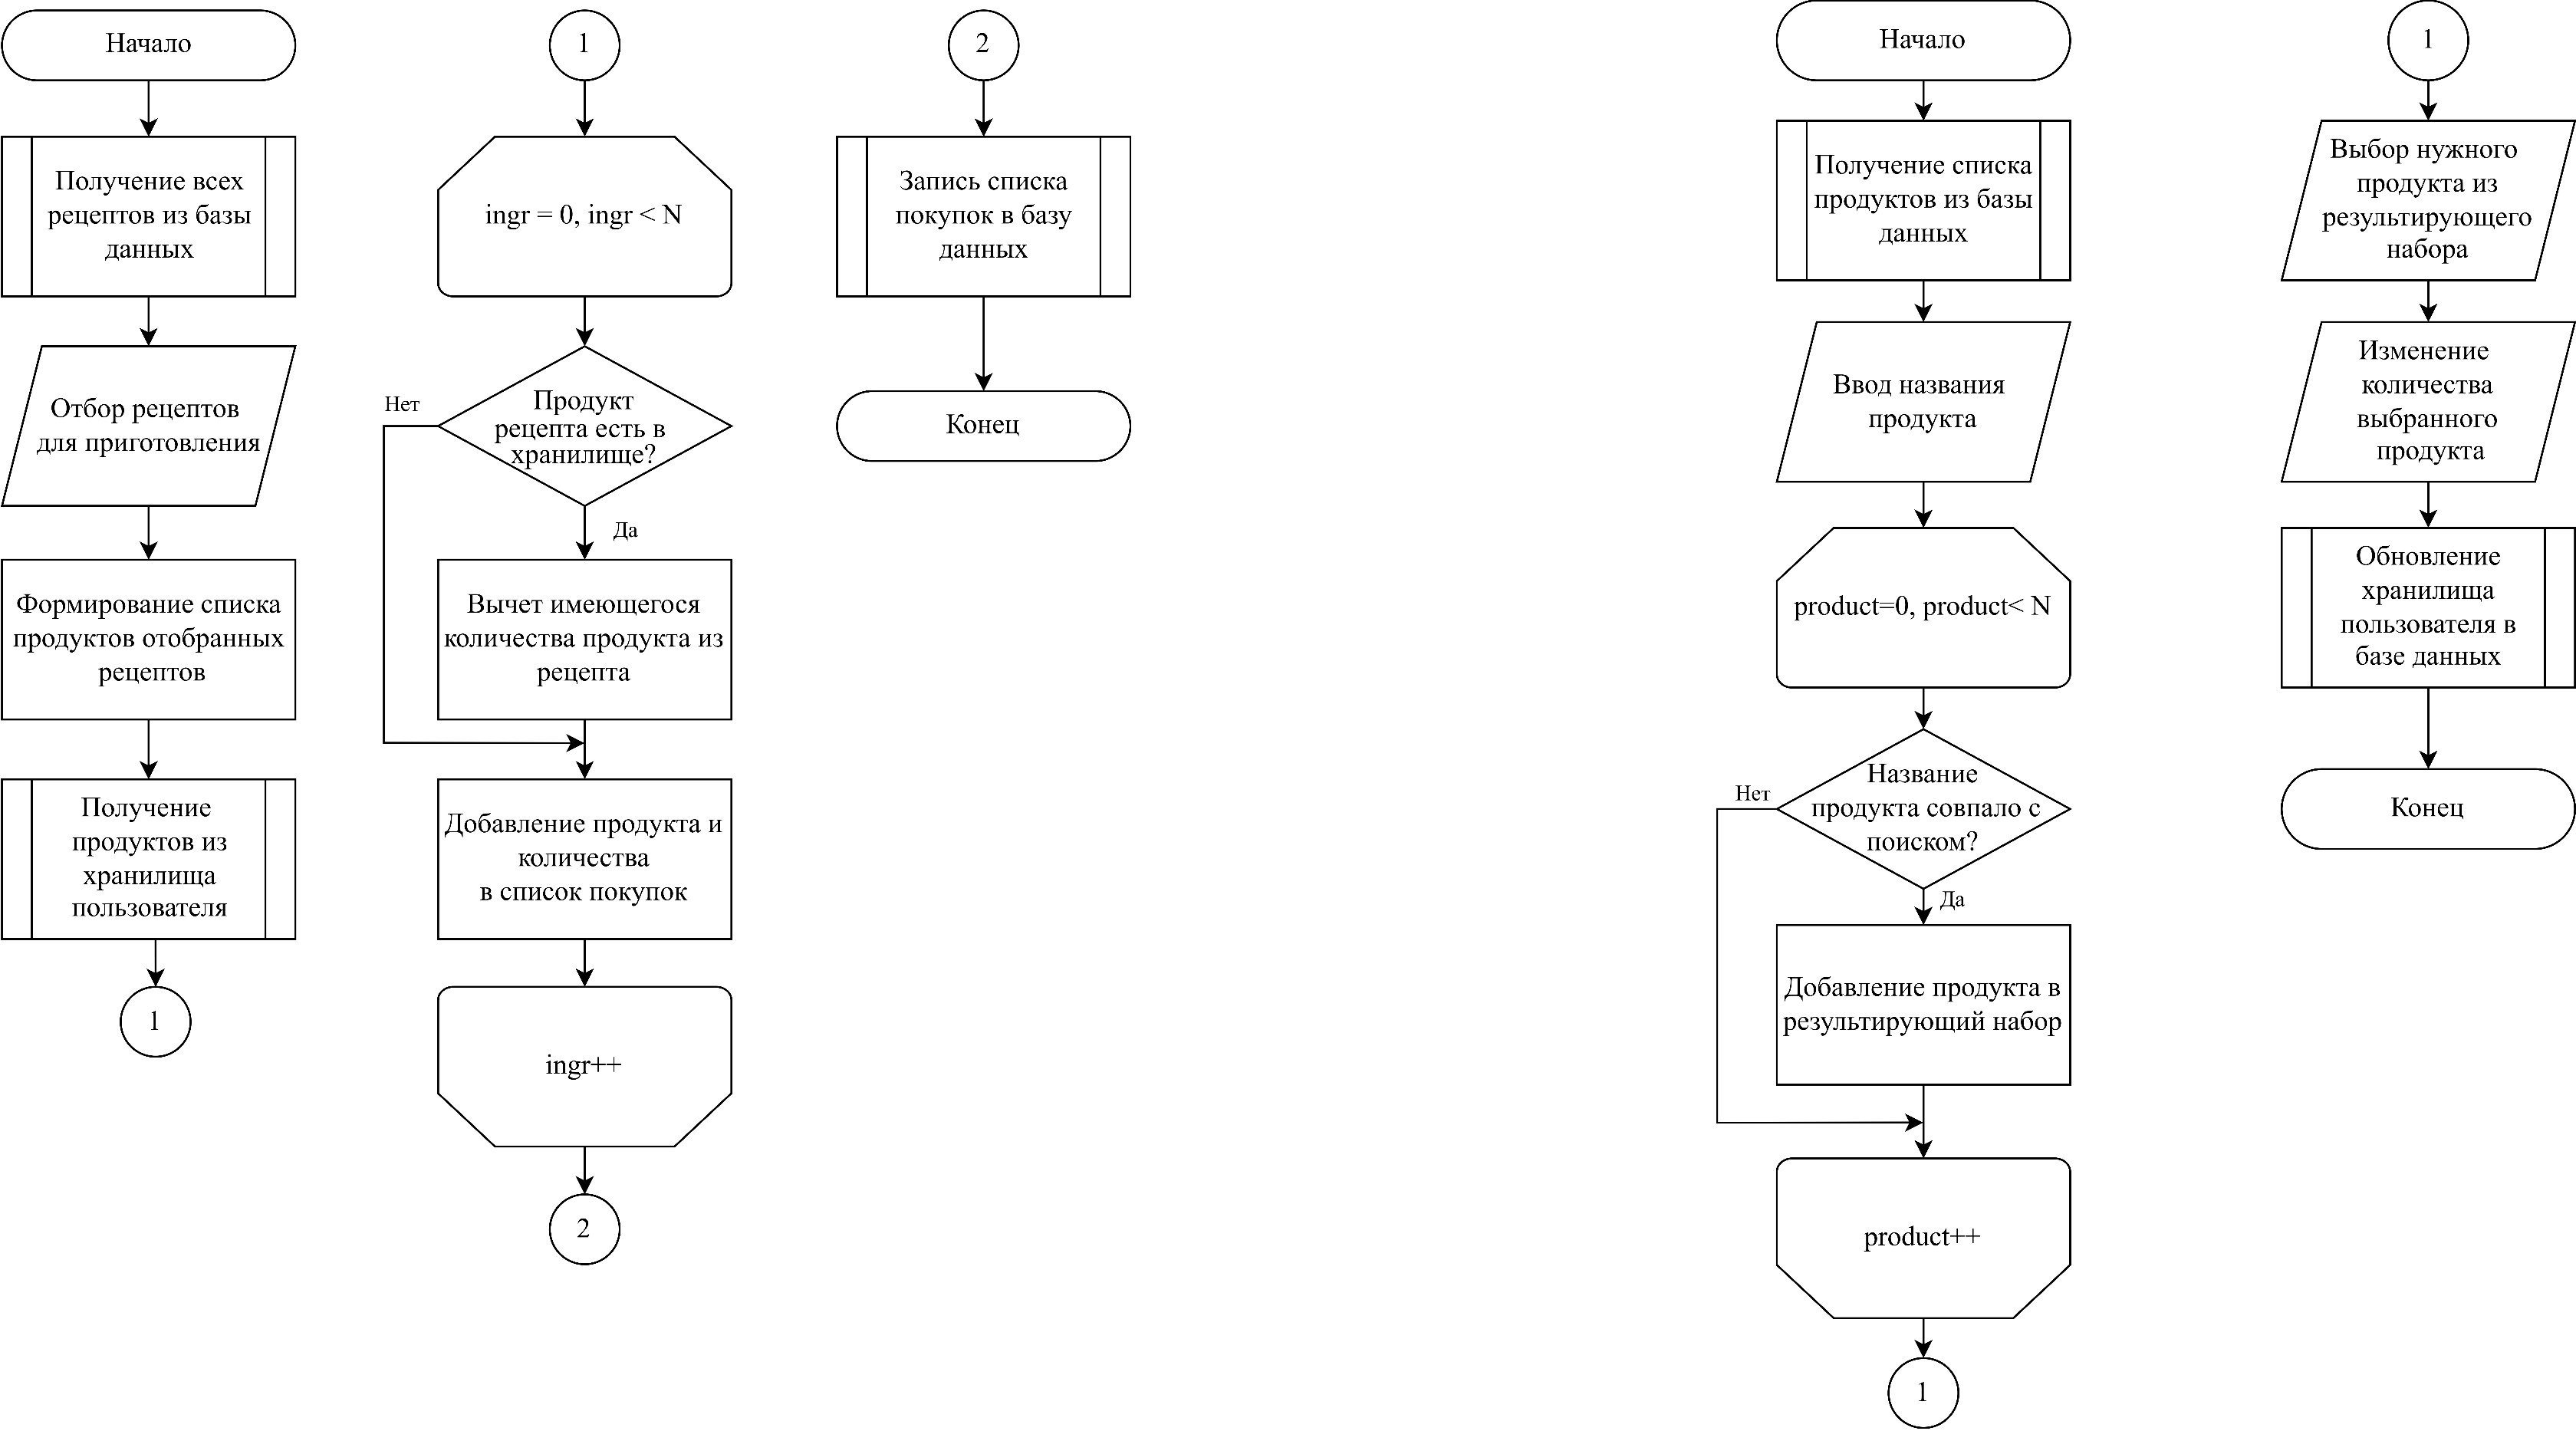 Начало
Получение всех
рецептов из базы
данных
Отбор рецептов
для приготовления
Формирование списка
продуктов отобранных
рецептов
Получение
продуктов из
хранилища
пользователя
1
1
ingr = 0, ingr < N
Продукт
рецепта есть в
хранилище?
Нет
Да
Вычет имеющегося
количества продукта из
рецепта
Добавление продукта и
количества
в список покупок
ingr++
2
2
Запись списка
покупок в базу
данных
Конец
Начало
Получение списка
продуктов из базы
данных
Ввод названия
продукта
product=0, product< N
Название
продукта совпало с
поиском?
Нет
Да
Добавление продукта в
результирующий набор
product++
1
1
Выбор нужного
продукта из
результирующего
набора
Изменение
количества
выбранного
продукта
Обновление
хранилища
пользователя в
базе данных
Конец